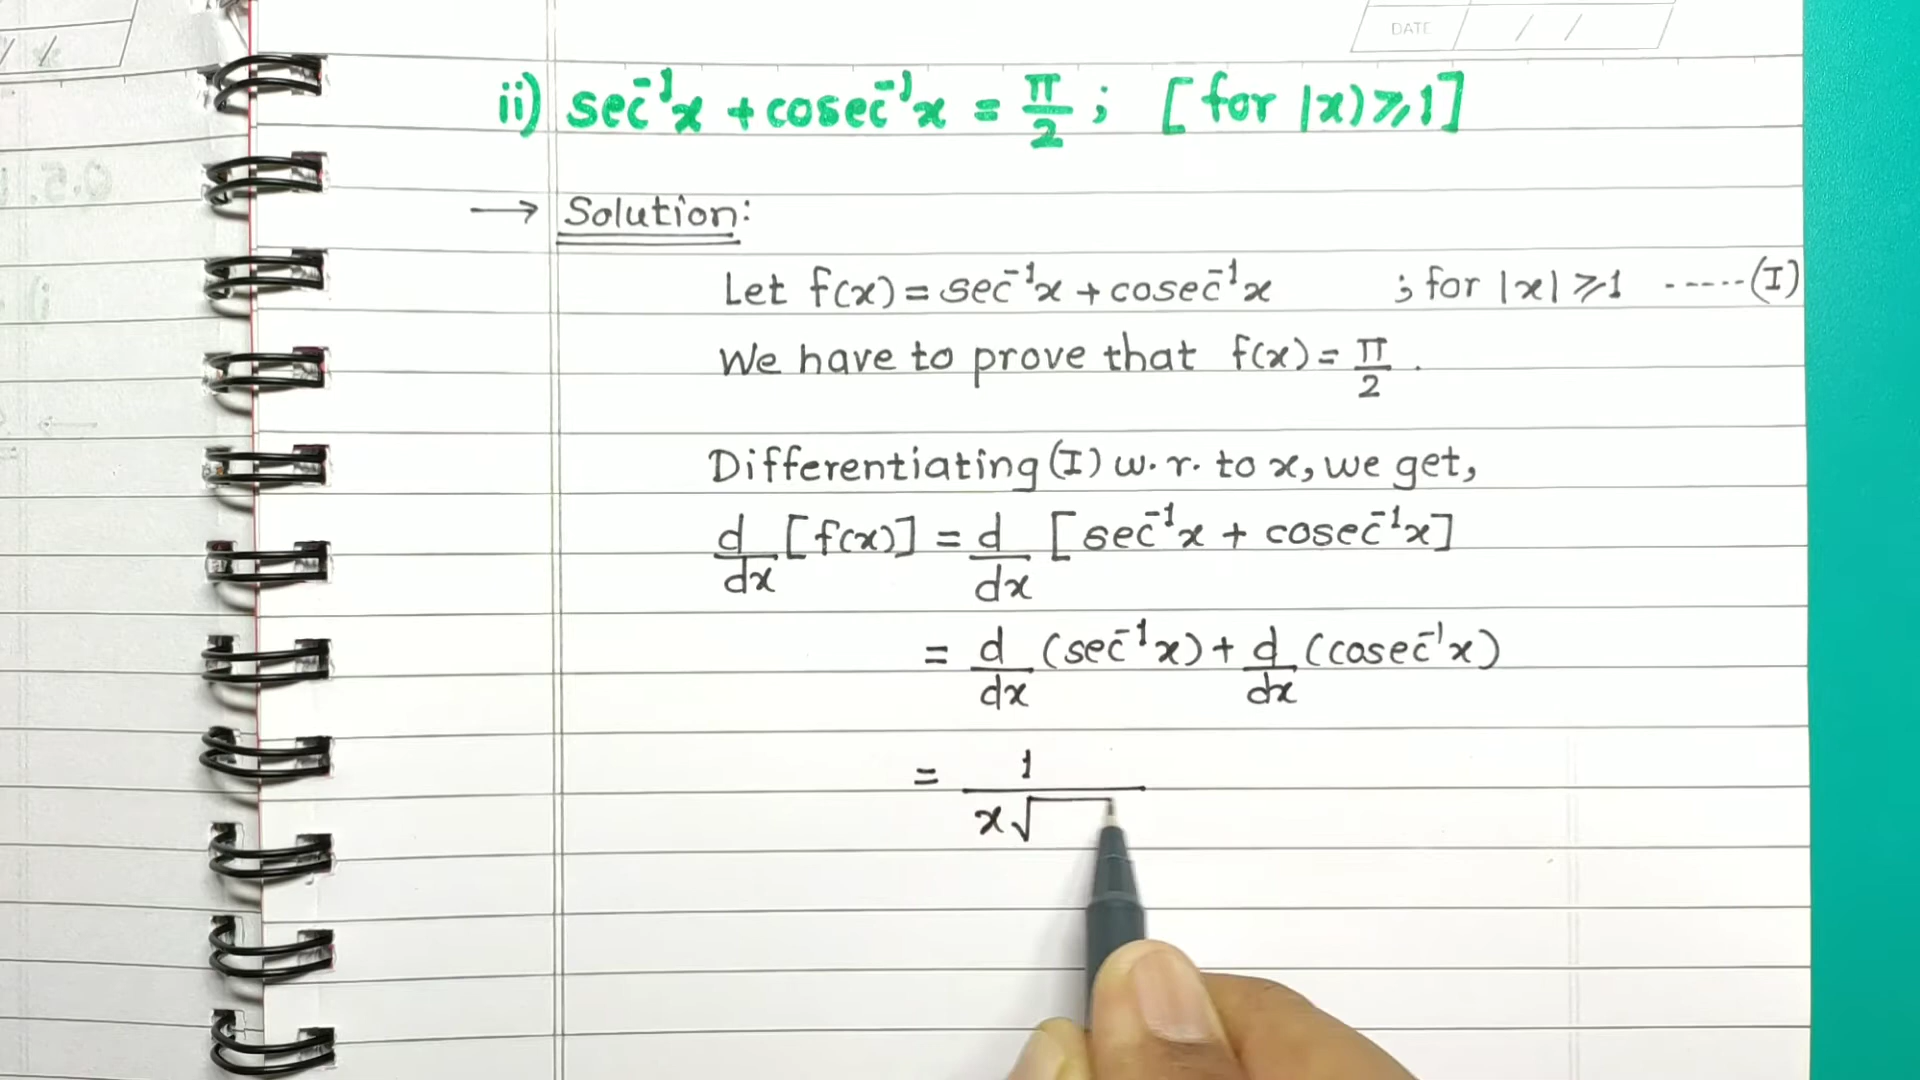 DATE / /
ii) sec⁻¹x + cosec⁻¹x = π/2 ; [for |x) ⩾ 1]
→ Solution:
Let f(x) = sec⁻¹x + cosec⁻¹x ; for |x| ⩾ 1 -----(I)
We have to prove that f(x) = π/2 .
Differentiating (I) w.r. to x, we get,
d/dx [f(x)] = d/dx [sec⁻¹x + cosec⁻¹x]
= d/dx (sec⁻¹x) + d/dx (cosec⁻¹x)
= 1/x√